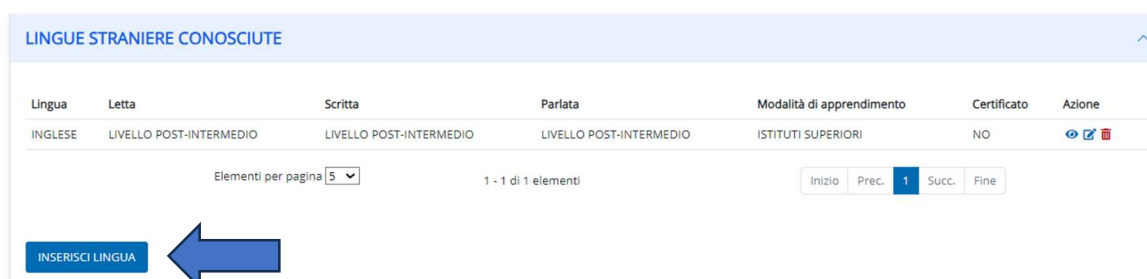 LINGUE STRANIERE CONOSCIUTE
Lingua Letta Scritta Parlata Modalità di apprendimento Certificato Azione
INGLESE LIVELLO POST-INTERMEDIO LIVELLO POST-INTERMEDIO LIVELLO POST-INTERMEDIO ISTITUTI SUPERIORI NO
Elementi per pagina 5 1 - 1 di 1 elementi Inizio Prec. 1 Succ. Fine
INSERISCI LINGUA